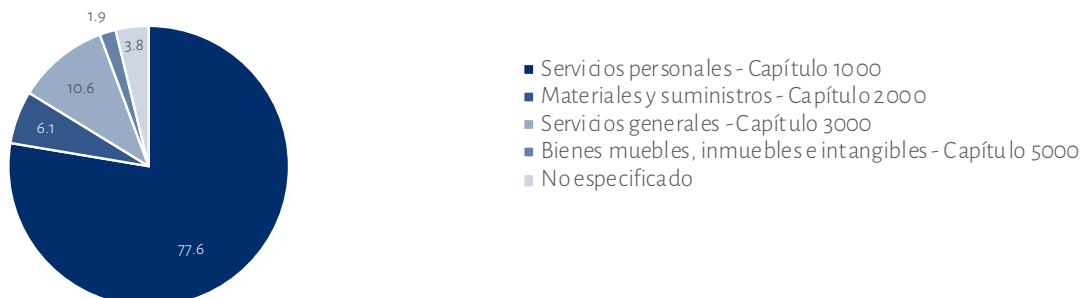 1.9
3.8
10.6
6.1
77.6
Servicios personales - Capítulo 1000
Materiales y suministros - Capítulo 2000
Servicios generales -Capítulo 3000
Bienes muebles, inmuebles e intangibles - Capítulo 5000
No especificado